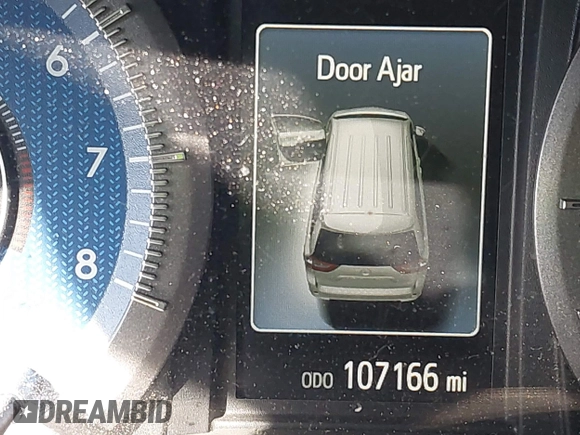 6
Door Ajar
7
8
ODO 107166 mi
DREAMBID